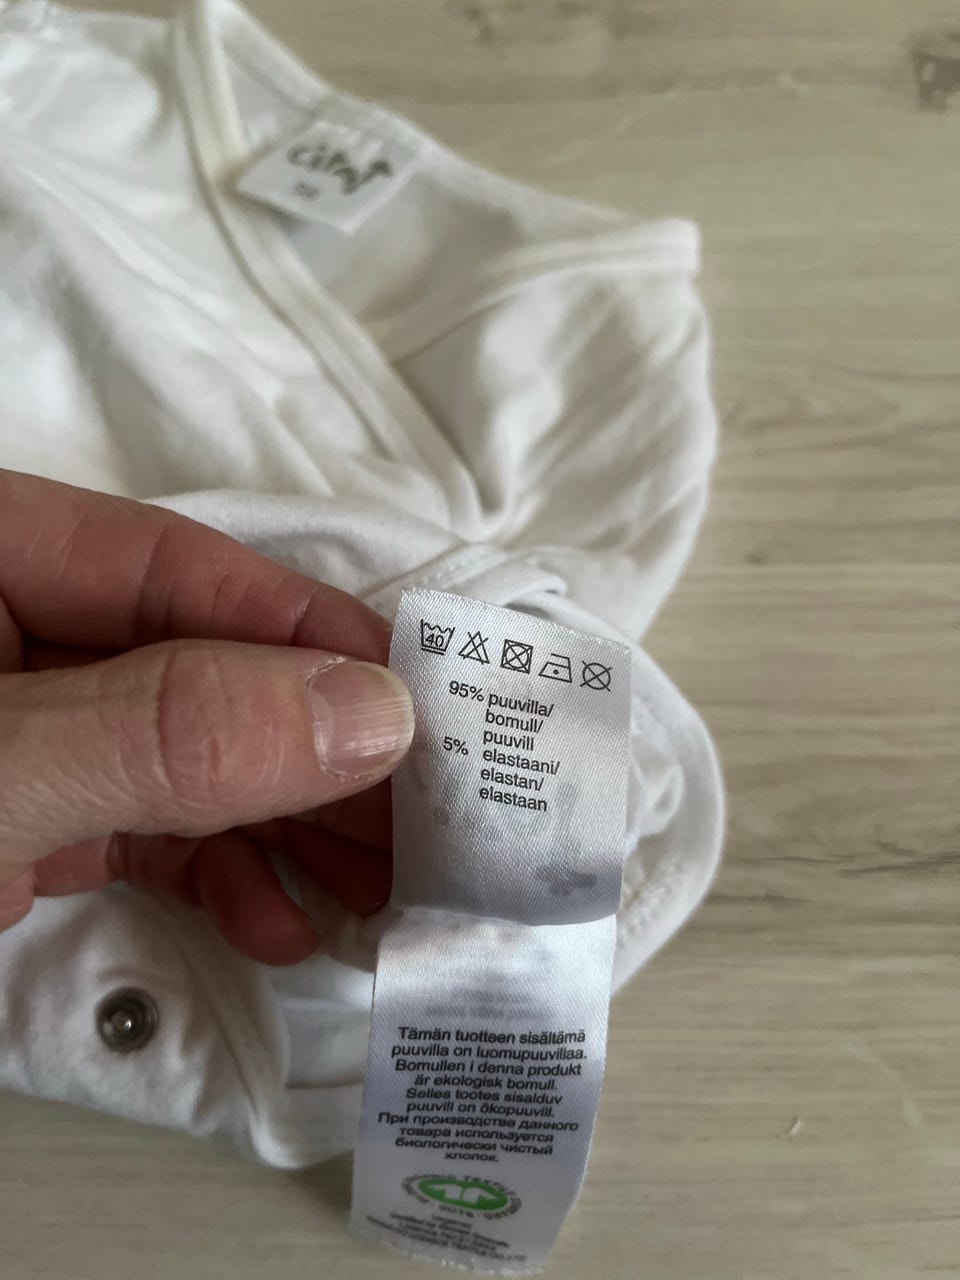 40
95% puuvilla/
bomull/
puuvill
5% elastaani/
elastan/
elastaan
Tämän tuotteen sisältämä
puuvilla on luomupuuvillaa.
Bomullen i denna produkt
är ekologisk bomull.
Selles tootes sisalduv
puuvill on ökopuuvill.
При производстве данного
товара используется
биологически чистый
хлопок.